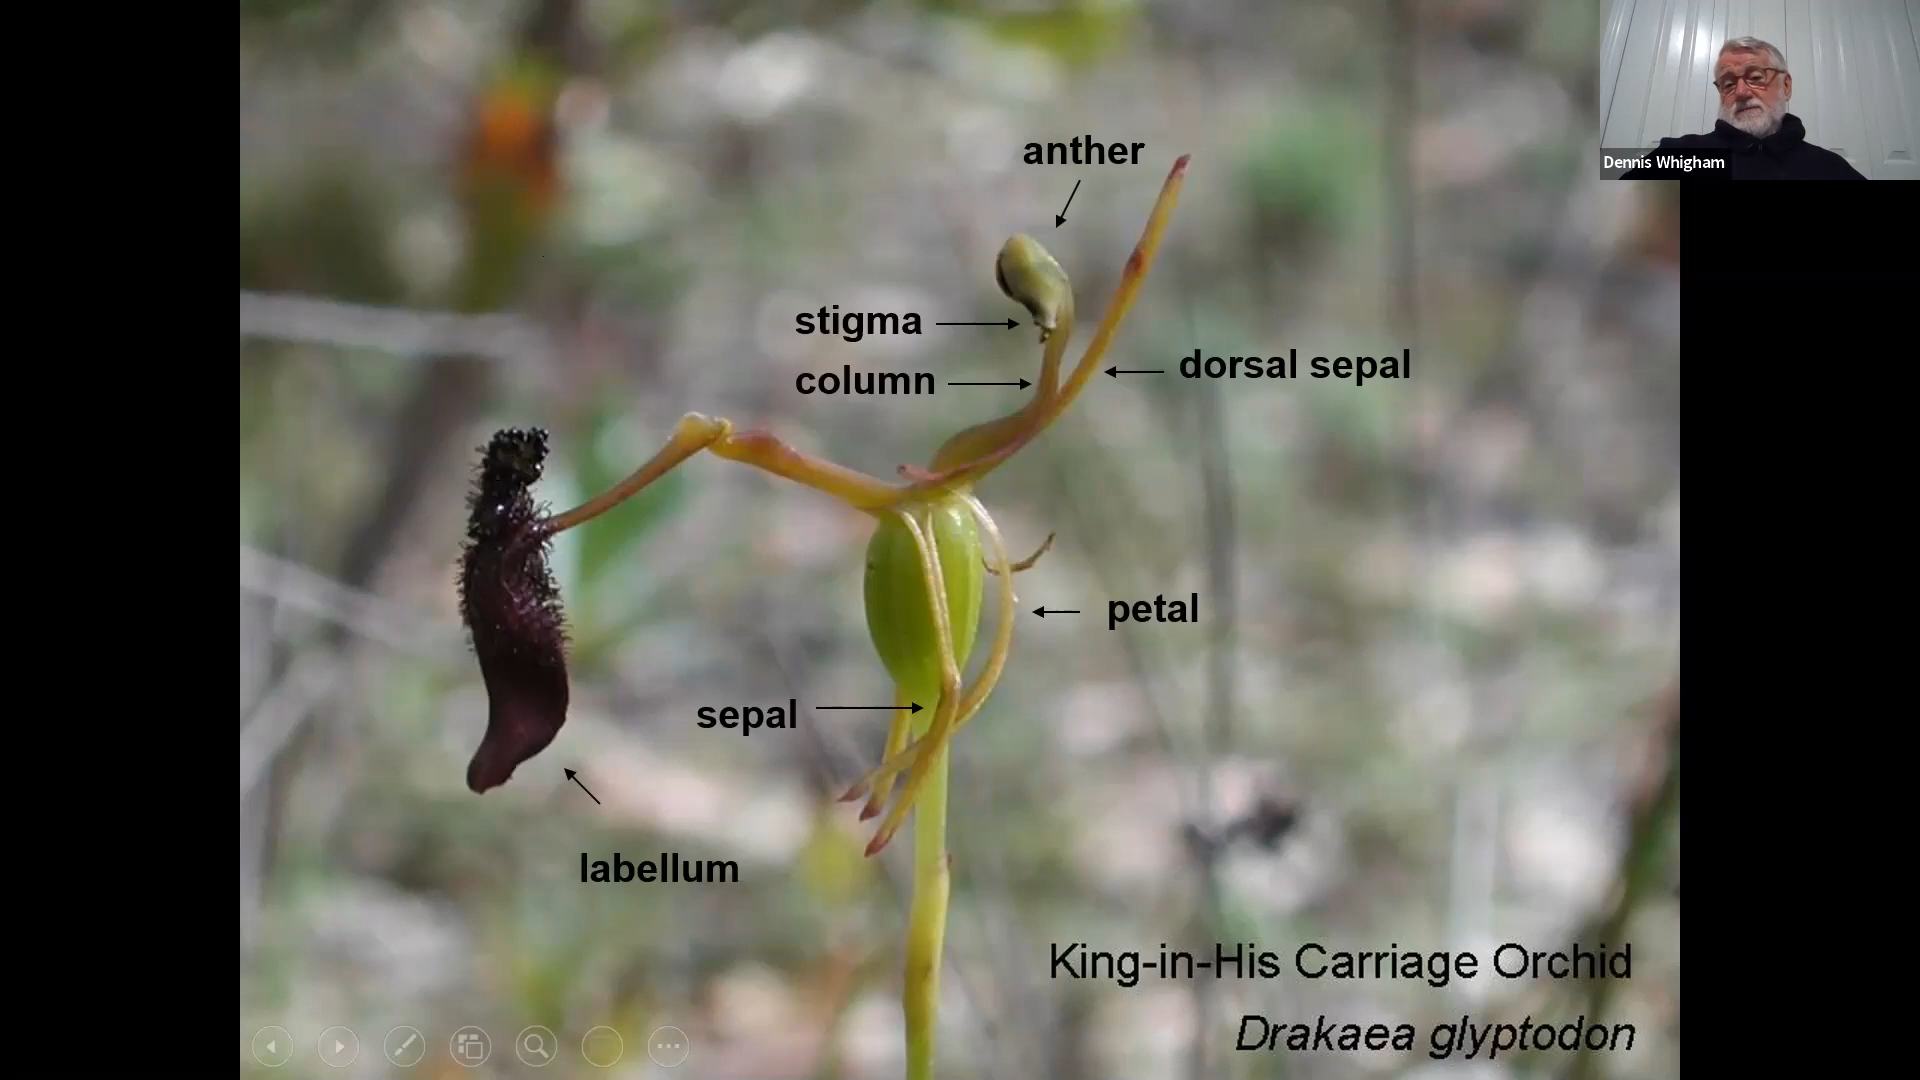 Dennis Whigham
anther
stigma
column
dorsal sepal
petal
sepal
labellum
King-in-His Carriage Orchid
Drakaea glyptodon